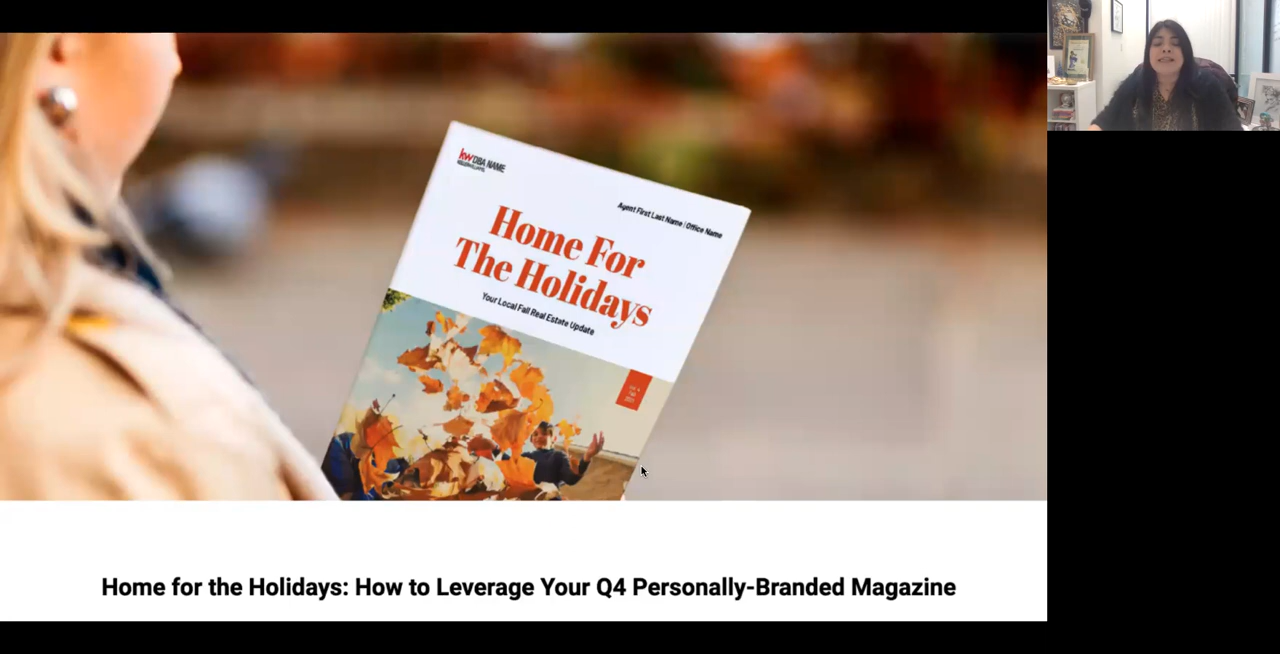 kw DBA NAME
Agent First Last Name | Office Name
Home For
The Holidays
Your Local Fall Real Estate Update
Home for the Holidays: How to Leverage Your Q4 Personally-Branded Magazine